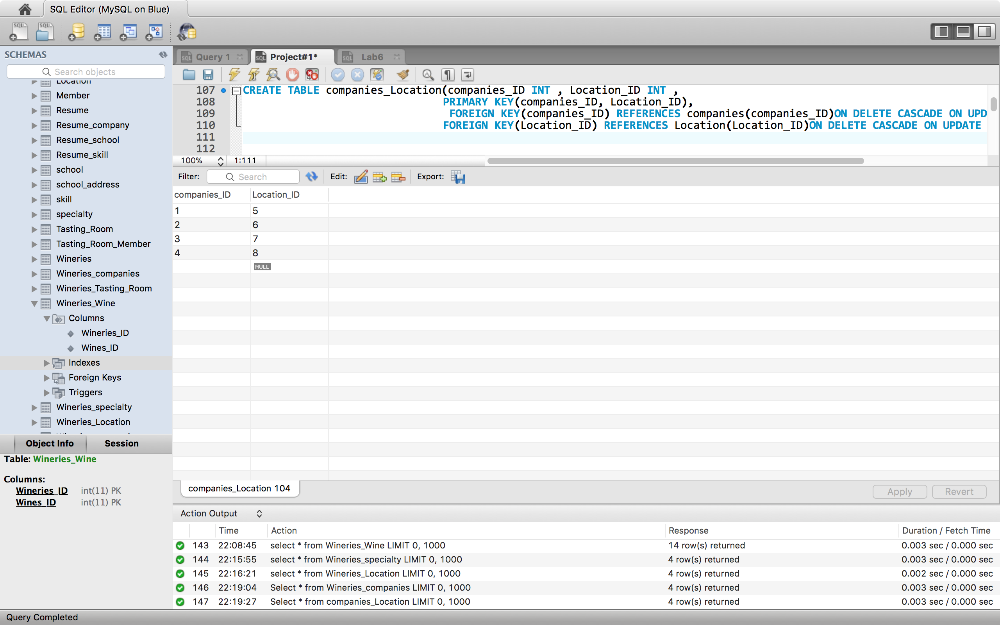 SQL Editor (MySQL on Blue)
SQL SQL
SCHEMAS
Search objects
Location
Member
Resume
Resume_company
Resume_school
Resume_skill
school
school_address
skill
specialty
Tasting_Room
Tasting_Room_Member
Wineries
Wineries_companies
Wineries_Tasting_Room
Wineries_Wine
Columns
Wineries_ID
Wines_ID
Indexes
Foreign Keys
Triggers
Wineries_specialty
Wineries_Location
Object Info Session
Table: Wineries_Wine
Columns:
Wineries_ID int(11) PK
Wines_ID int(11) PK
SQL Query 1 SQL Project#1* SQL Lab6
107 CREATE TABLE companies_Location(companies_ID INT , Location_ID INT ,
108 PRIMARY KEY(companies_ID, Location_ID),
109 FOREIGN KEY(companies_ID) REFERENCES companies(companies_ID)ON DELETE CASCADE ON UPD
110 FOREIGN KEY(Location_ID) REFERENCES Location(Location_ID)ON DELETE CASCADE ON UPDATE
111
112
100% 1:111
Filter: Search Edit: Export:
companies_ID Location_ID
1 5
2 6
3 7
4 8
NULL
companies_Location 104
Apply Revert
Action Output
Time Action Response Duration / Fetch Time
143 22:08:45 select * from Wineries_Wine LIMIT 0, 1000 14 row(s) returned 0.003 sec / 0.000 sec
144 22:15:55 select * from Wineries_specialty LIMIT 0, 1000 4 row(s) returned 0.003 sec / 0.000 sec
145 22:16:21 select * from Wineries_Location LIMIT 0, 1000 4 row(s) returned 0.002 sec / 0.000 sec
146 22:19:04 Select * from Wineries_companies LIMIT 0, 1000 4 row(s) returned 0.003 sec / 0.000 sec
147 22:19:27 Select * from companies_Location LIMIT 0, 1000 4 row(s) returned 0.003 sec / 0.000 sec
Query Completed